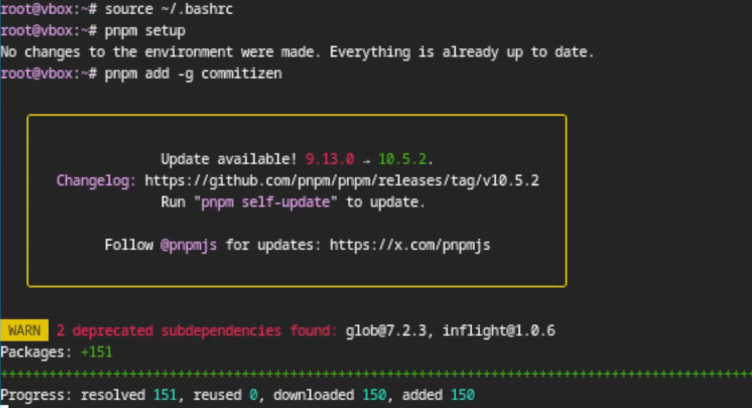 root@vbox:~# source ~/.bashrc
root@vbox:~# pnpm setup
No changes to the environment were made. Everything is already up to date.
root@vbox:~# pnpm add -g commitizen
Update available! 9.13.0 → 10.5.2.
Changelog: https://github.com/pnpm/pnpm/releases/tag/v10.5.2
Run "pnpm self-update" to update.
Follow @pnpmjs for updates: https://x.com/pnpmjs
WARN 2 deprecated subdependencies found: glob@7.2.3, inflight@1.0.6
Packages: +151
++++++++++++++++++++++++++++++++++++++++++++++++++++++++++++++++++++++++++++++++++++++++++++++
Progress: resolved 151, reused 0, downloaded 150, added 150